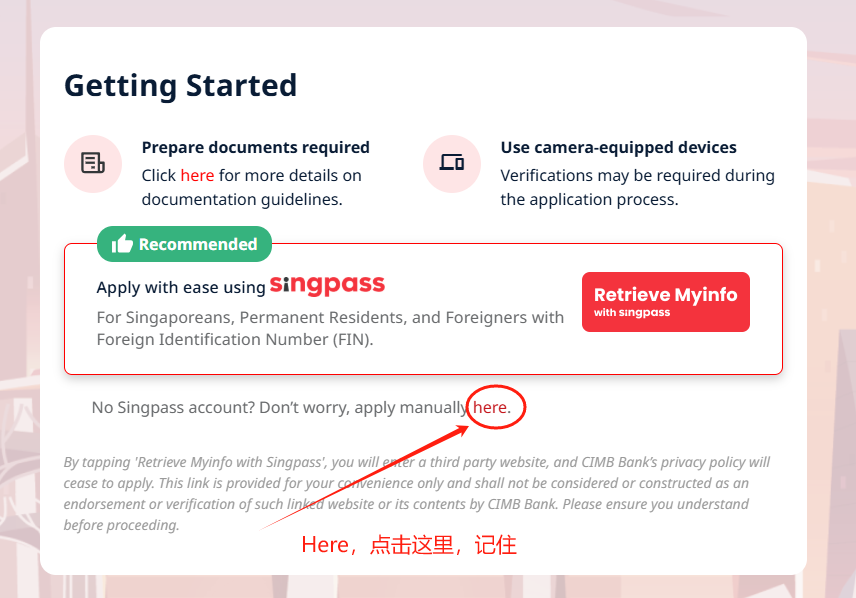 Getting Started
Prepare documents required
Click here for more details on
documentation guidelines.
Use camera-equipped devices
Verifications may be required during
the application process.
Recommended
Apply with ease using singpass
For Singaporeans, Permanent Residents, and Foreigners with
Foreign Identification Number (FIN).
Retrieve Myinfo
with singpass
No Singpass account? Don’t worry, apply manually here.
By tapping 'Retrieve Myinfo with Singpass', you will enter a third party website, and CIMB Bank’s privacy policy will
cease to apply. This link is provided for your convenience only and shall not be considered or constructed as an
endorsement or verification of such linked website or its contents by CIMB Bank. Please ensure you understand
before proceeding.
Here，点击这里，记住